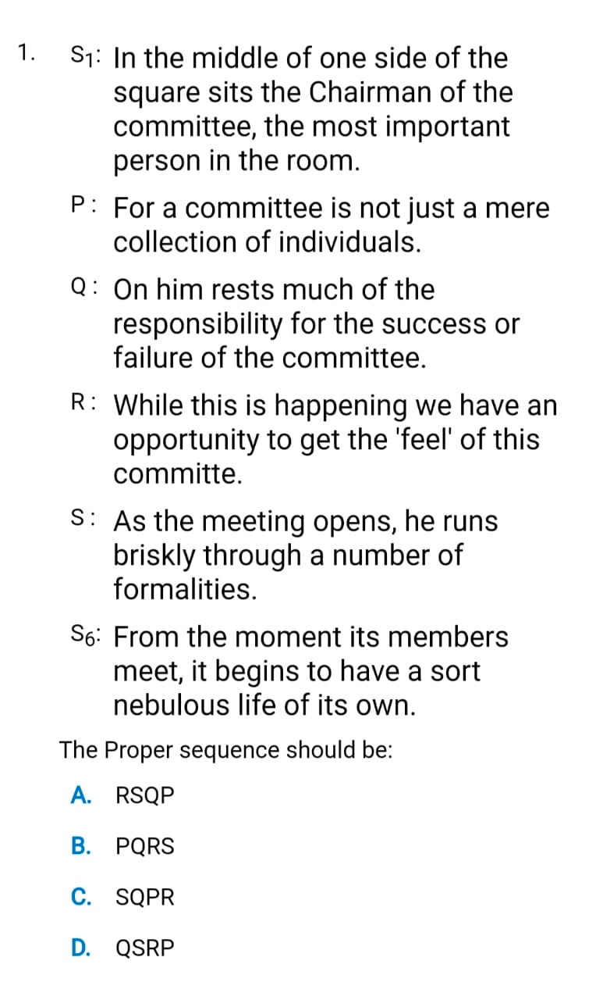 1. S1: In the middle of one side of the
square sits the Chairman of the
committee, the most important
person in the room.
P: For a committee is not just a mere
collection of individuals.
Q: On him rests much of the
responsibility for the success or
failure of the committee.
R: While this is happening we have an
opportunity to get the 'feel' of this
committe.
S: As the meeting opens, he runs
briskly through a number of
formalities.
S6: From the moment its members
meet, it begins to have a sort
nebulous life of its own.
The Proper sequence should be:
A. RSQP
B. PQRS
C. SQPR
D. QSRP